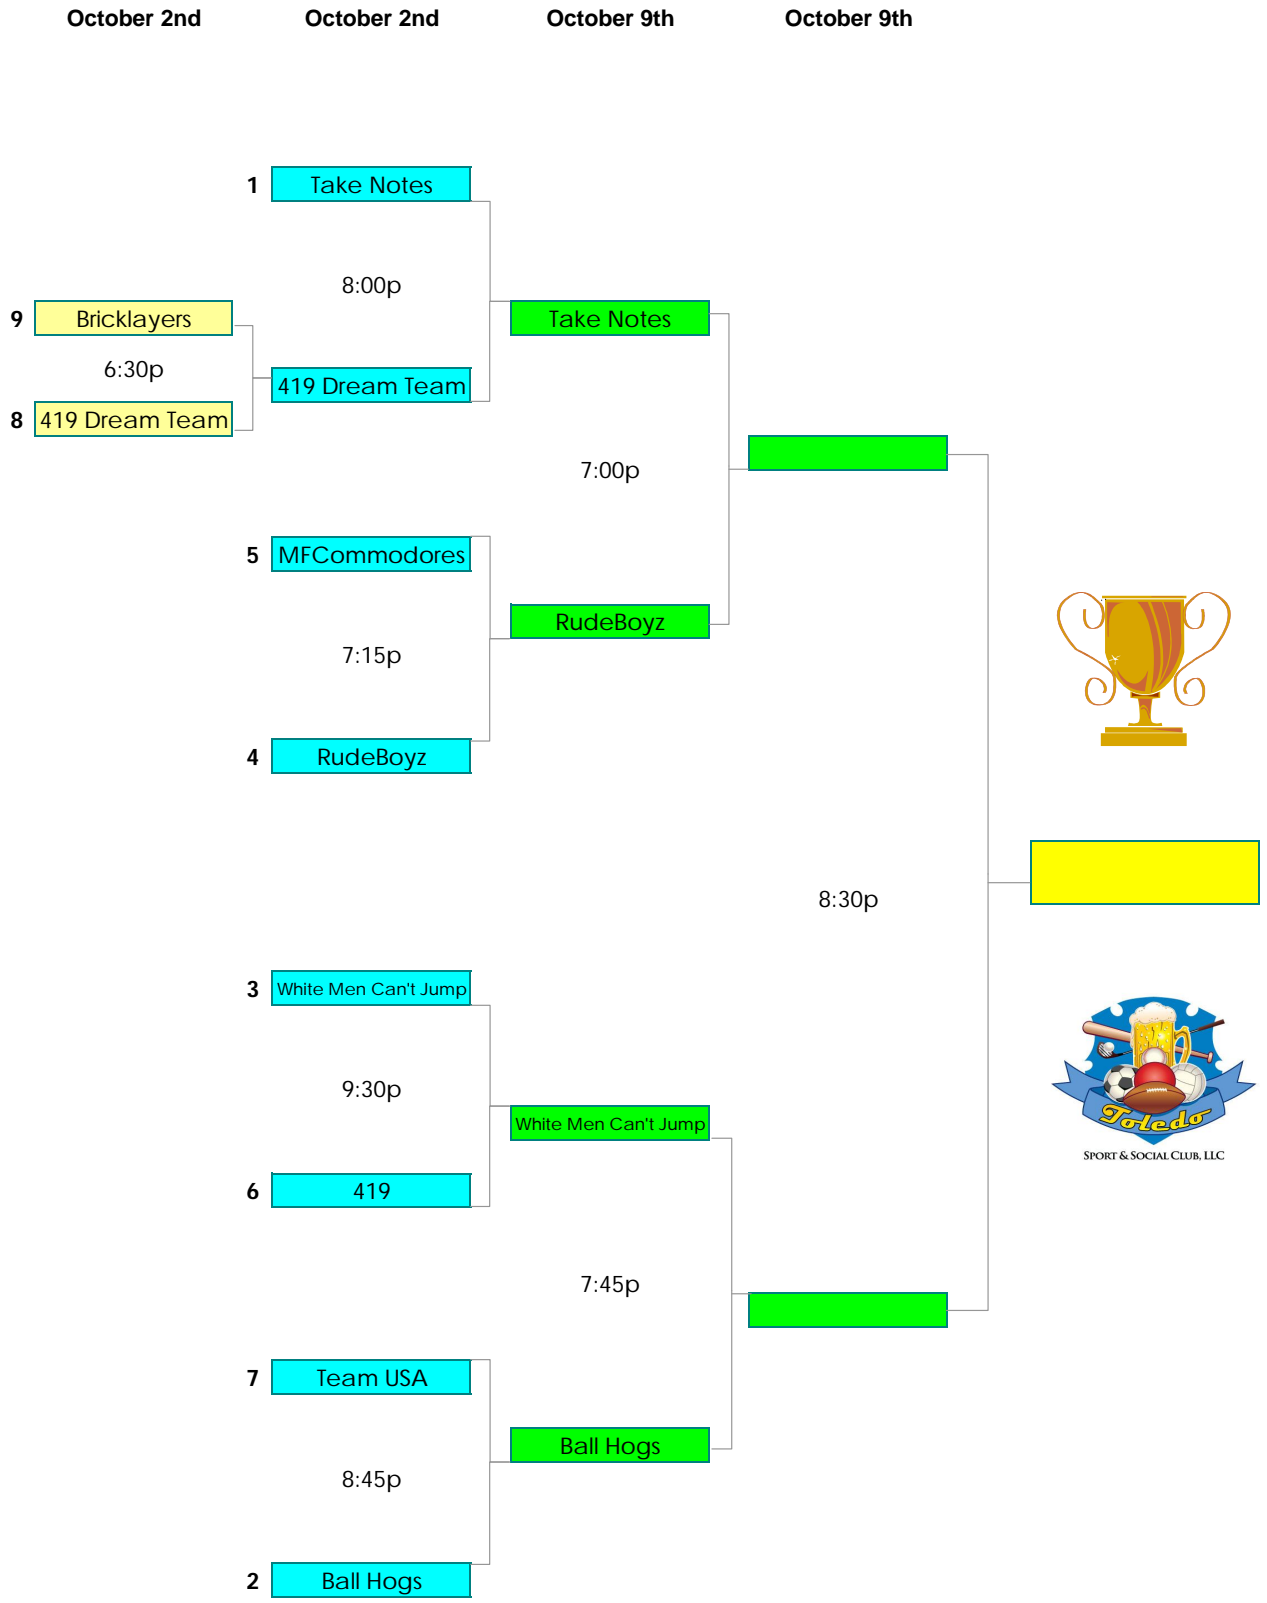 October 2nd October 2nd October 9th October 9th
1 Take Notes
8:00p
9 Bricklayers Take Notes
6:30p
419 Dream Team
8 419 Dream Team
7:00p
5 MFCommodores
RudeBoyz
7:15p
4 RudeBoyz
8:30p
3 White Men Can't Jump
9:30p
White Men Can't Jump
Toledo
SPORT & SOCIAL CLUB, LLC
6 419
7:45p
7 Team USA
Ball Hogs
8:45p
2 Ball Hogs